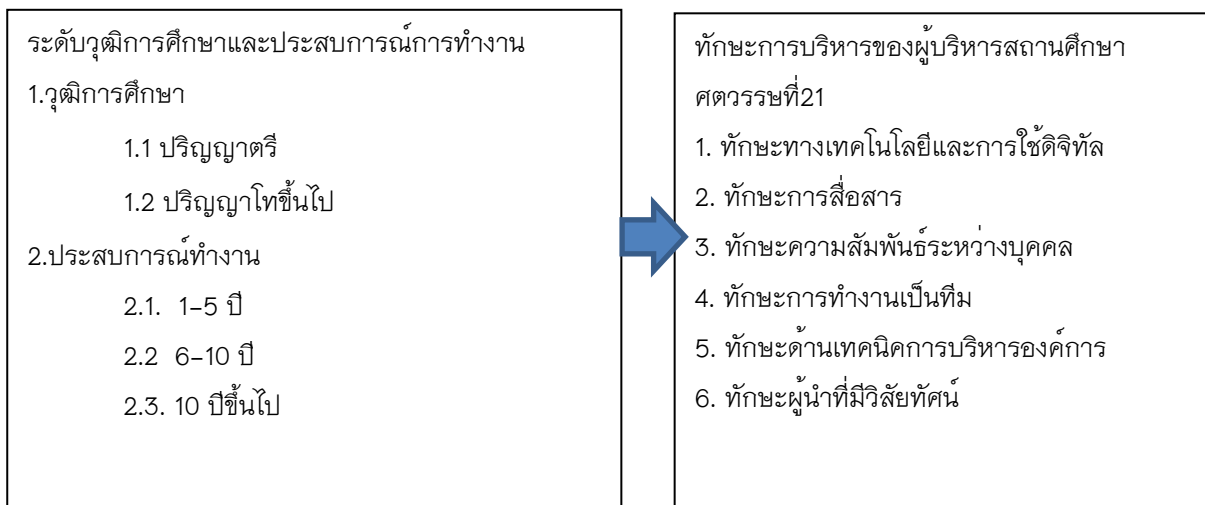 ระดับวุฒิการศึกษาและประสบการณ์การทำงาน
1.วุฒิการศึกษา
1.1 ปริญญาตรี
1.2 ปริญญาโทขึ้นไป
2.ประสบการณ์ทำงาน
2.1. 1-5 ปี
2.2 6-10 ปี
2.3. 10 ปีขึ้นไป
ทักษะการบริหารของผู้บริหารสถานศึกษา
ศตวรรษที่21
1. ทักษะทางเทคโนโลยีและการใช้ดิจิทัล
2. ทักษะการสื่อสาร
3. ทักษะความสัมพันธ์ระหว่างบุคคล
4. ทักษะการทำงานเป็นทีม
5. ทักษะด้านเทคนิคการบริหารองค์การ
6. ทักษะผู้นำที่มีวิสัยทัศน์